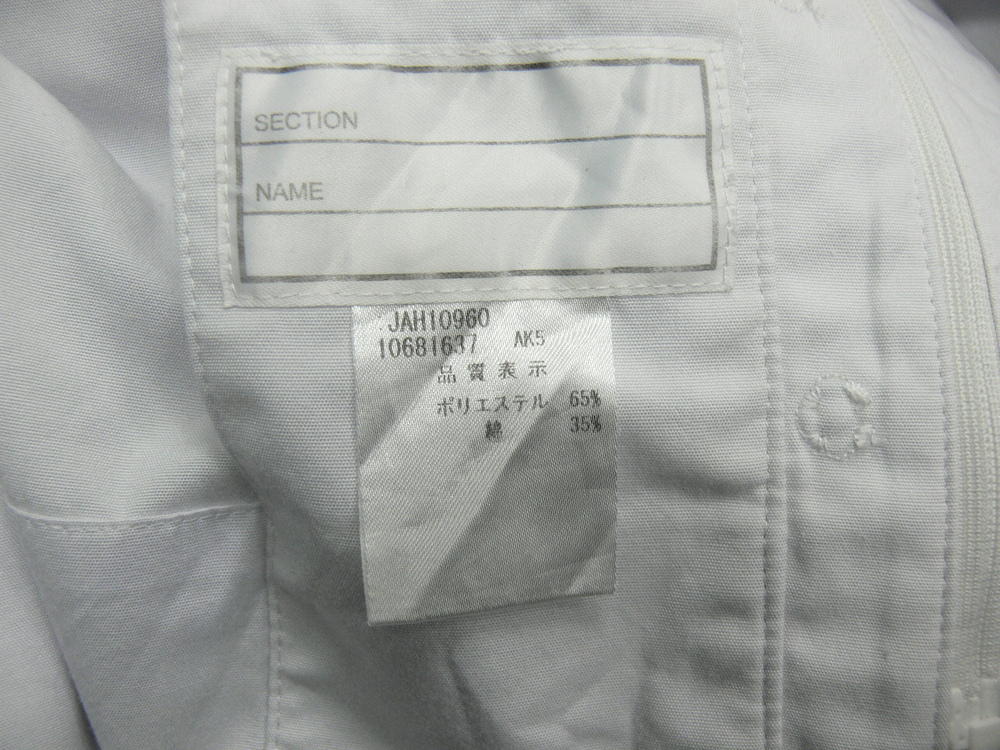 SECTION
NAME
JAH10960
10681637 AK5
品質表示
ポリエステル 65%
綿 35%